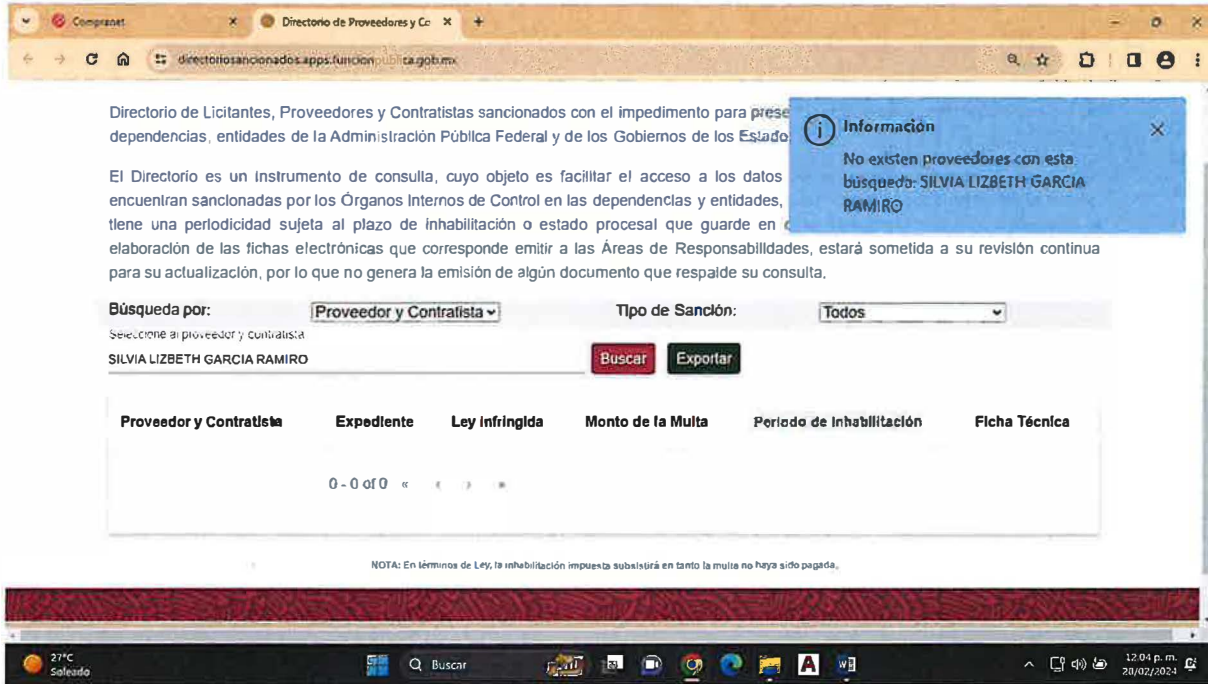 Compranet
Directorio de Proveedores y Co
directoriosancionados.apps.funcionpublica.gob.mx
Directorio de Licitantes, Proveedores y Contratistas sancionados con el impedimento para prese
dependencias, entidades de la Administración Pública Federal y de los Gobiernos de los Estado
El Directorio es un instrumento de consulta, cuyo objeto es facilitar el acceso a los datos
encuentran sancionadas por los Órganos Internos de Control en las dependencias y entidades,
tiene una periodicidad sujeta al plazo de inhabilitación o estado procesal que guarde en
elaboración de las fichas electrónicas que corresponde emitir a las Áreas de Responsabilidades, estará sometida a su revisión continua
para su actualización, por lo que no genera la emisión de algún documento que respalde su consulta.
Información
No existen proveedores con esta
búsqueda: SILVIA LIZBETH GARCIA
RAMIRO
Búsqueda por: Proveedor y Contratista Tipo de Sanción: Todos
Seleccione al proveedor y contratista
SILVIA LIZBETH GARCIA RAMIRO Buscar Exportar
Proveedor y Contratista Expediente Ley Infringida Monto de la Multa Periodo de Inhabilitación Ficha Técnica
0 - 0 of 0 « ‹ › »
NOTA: En términos de Ley, la inhabilitación impuesta subsistirá en tanto la multa no haya sido pagada.
27°C
Soleado
Buscar
12:04 p. m.
20/02/2024